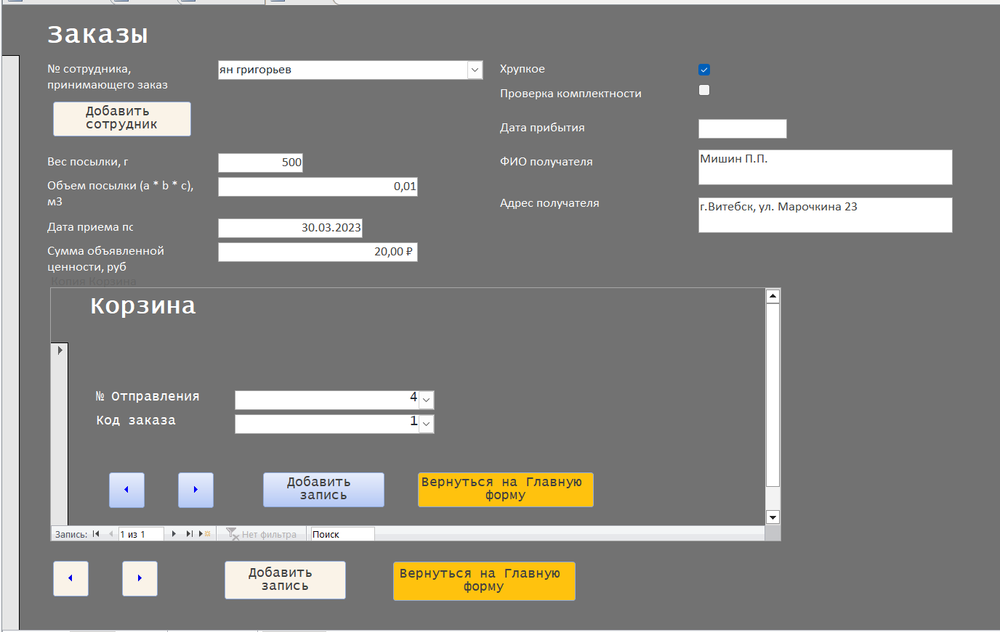 Заказы
№ сотрудника,
принимающего заказ
ян григорьев
Добавить
сотрудник
Вес посылки, г
500
Объем посылки (a * b * c),
м3
0,01
Дата приема пс
30.03.2023
Сумма объявленной
ценности, руб
20,00 ₽
Хрупкое
Проверка комплектности
Дата прибытия
ФИО получателя
Мишин П.П.
Адрес получателя
г.Витебск, ул. Марочкина 23
Копия Корзина
Корзина
№ Отправления
4
Код заказа
1
Добавить
запись
Вернуться на Главную
форму
Запись: 1 из 1 Нет фильтра Поиск
Добавить
запись
Вернуться на Главную
форму